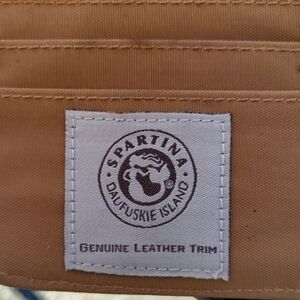 • SPARTINA •
DAUFUSKIE ISLAND
®
GENUINE LEATHER TRIM